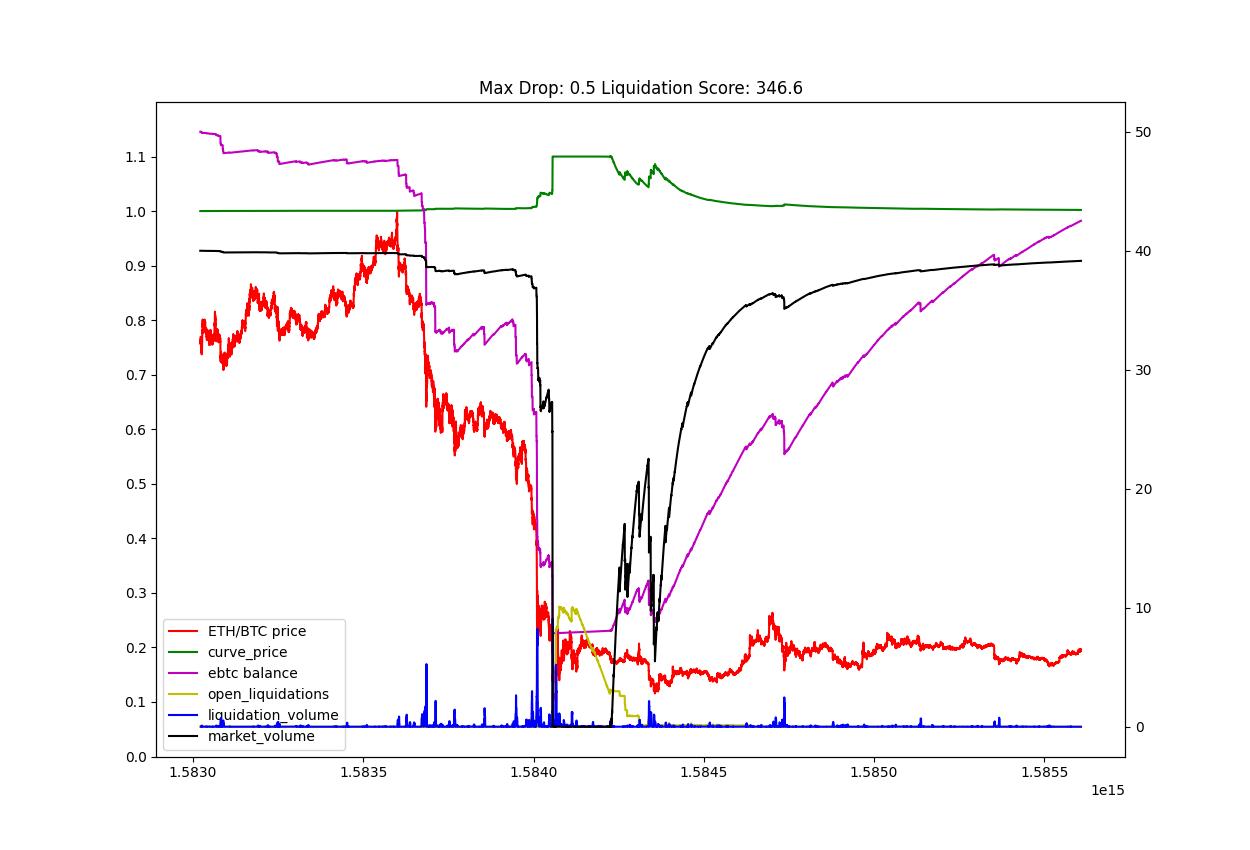 Max Drop: 0.5 Liquidation Score: 346.6
1.1
1.0
0.9
0.8
0.7
0.6
0.5
0.4
0.3
0.2
0.1
0.0
50
40
30
20
10
0
ETH/BTC price
curve_price
ebtc balance
open_liquidations
liquidation_volume
market_volume
1.5830 1.5835 1.5840 1.5845 1.5850 1.5855
1e15